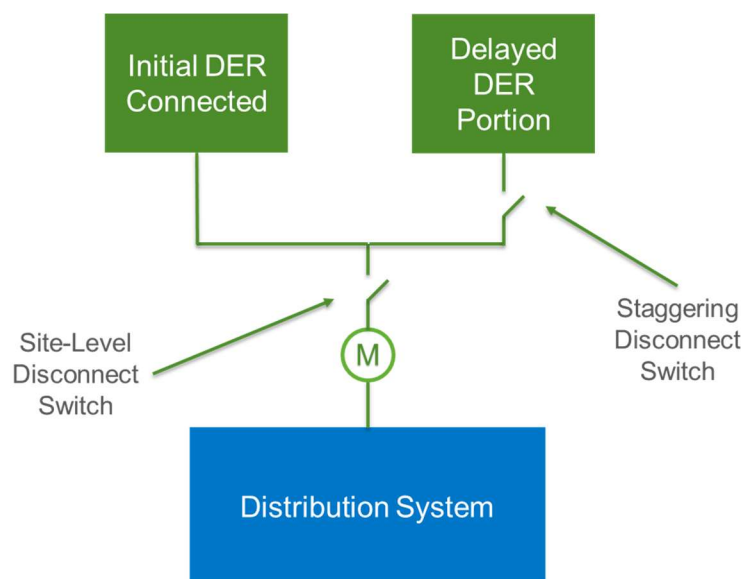 Initial DER
Connected
Delayed
DER
Portion
Site-Level
Disconnect
Switch
M
Staggering
Disconnect
Switch
Distribution System